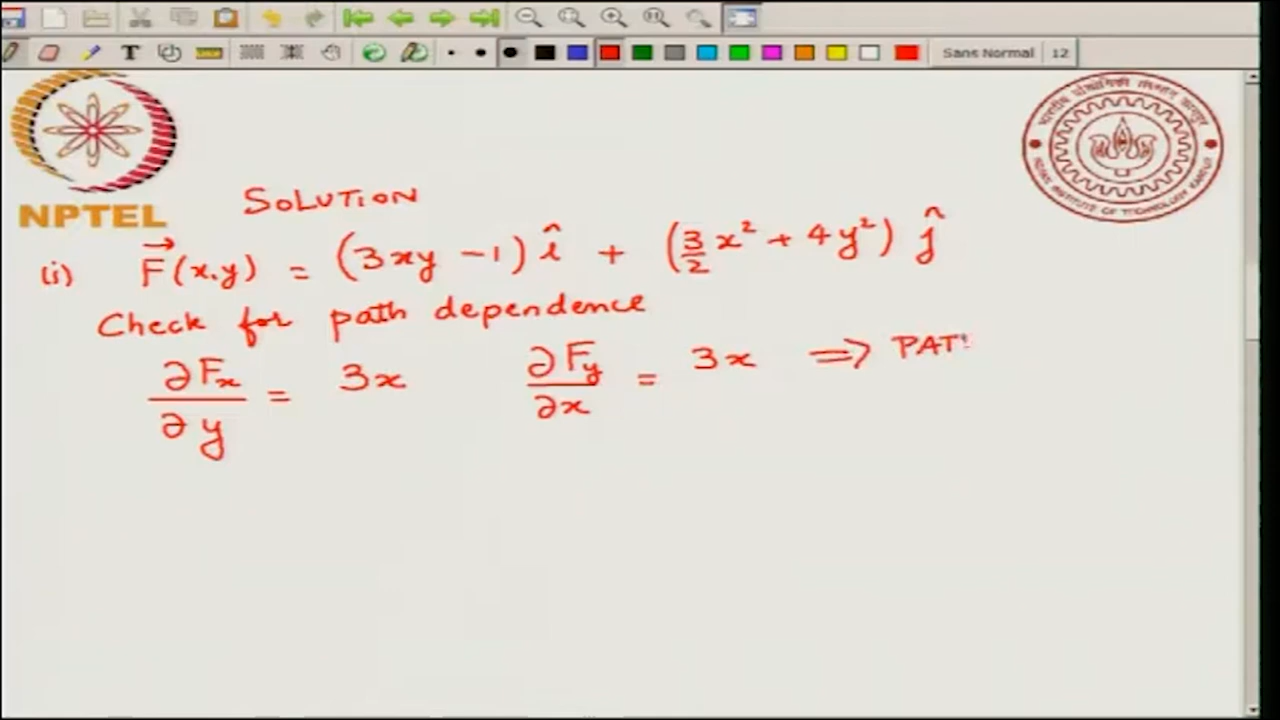 Sans Normal 12
NPTEL
SOLUTION
(i) F⃗(x,y) = (3xy - 1) î + (3/2 x² + 4y²) ĵ
Check for path dependence
∂Fx/∂y = 3x ∂Fy/∂x = 3x ⇒ PAT